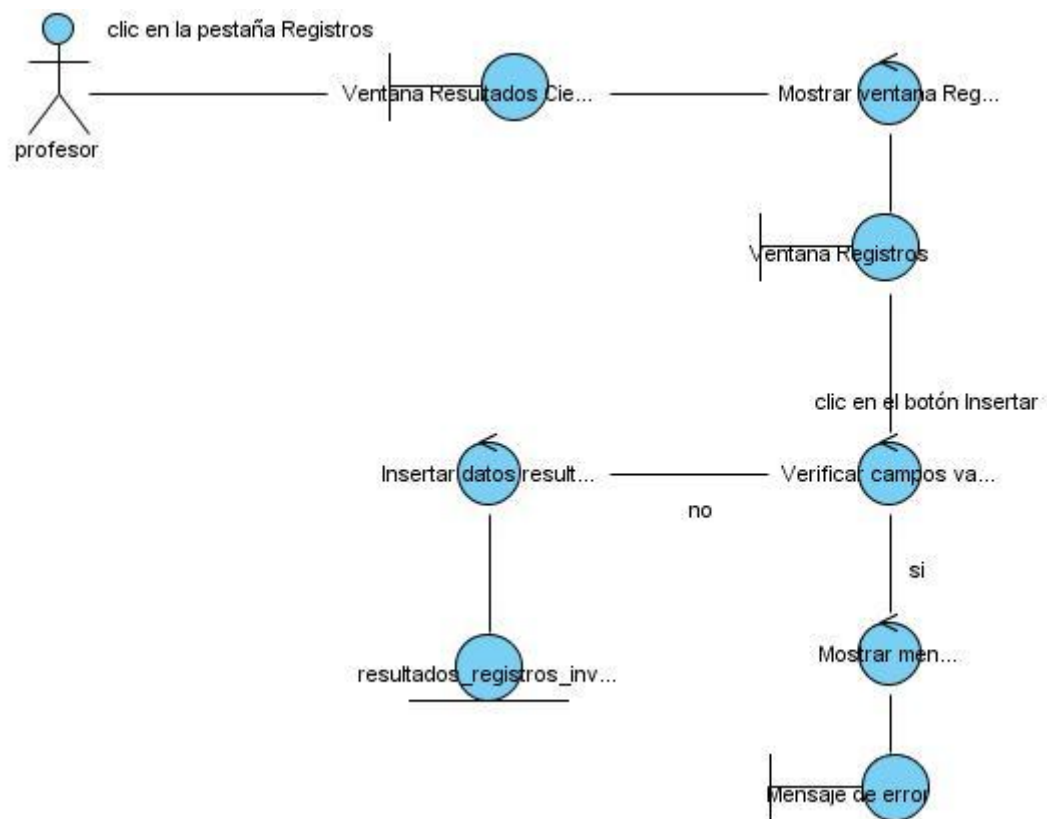 clic en la pestaña Registros
profesor
Ventana Resultados Cie...
Mostrar ventana Reg...
Ventana Registros
clic en el botón Insertar
Insertar datos result...
no
Verificar campos va...
si
resultados_registros_inv...
Mostrar men...
Mensaje de error